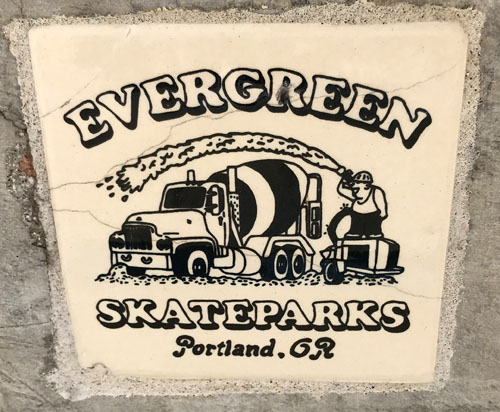 EVERGREEN
SKATEPARKS
Portland, OR